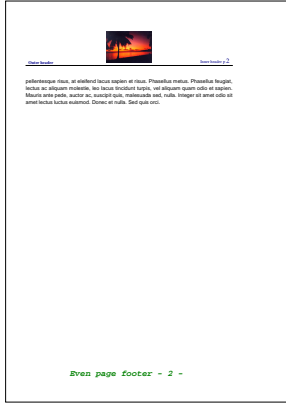 Outer header Inner header p.2
pellentesque risus, at eleifend lacus sapien et risus. Phasellus metus. Phasellus feugiat,
lectus ac aliquam molestie, leo lacus tincidunt turpis, vel aliquam quam odio et sapien.
Mauris ante pede, auctor ac, suscipit quis, malesuada sed, nulla. Integer sit amet odio sit
amet lectus luctus euismod. Donec et nulla. Sed quis orci.
Even page footer - 2 -